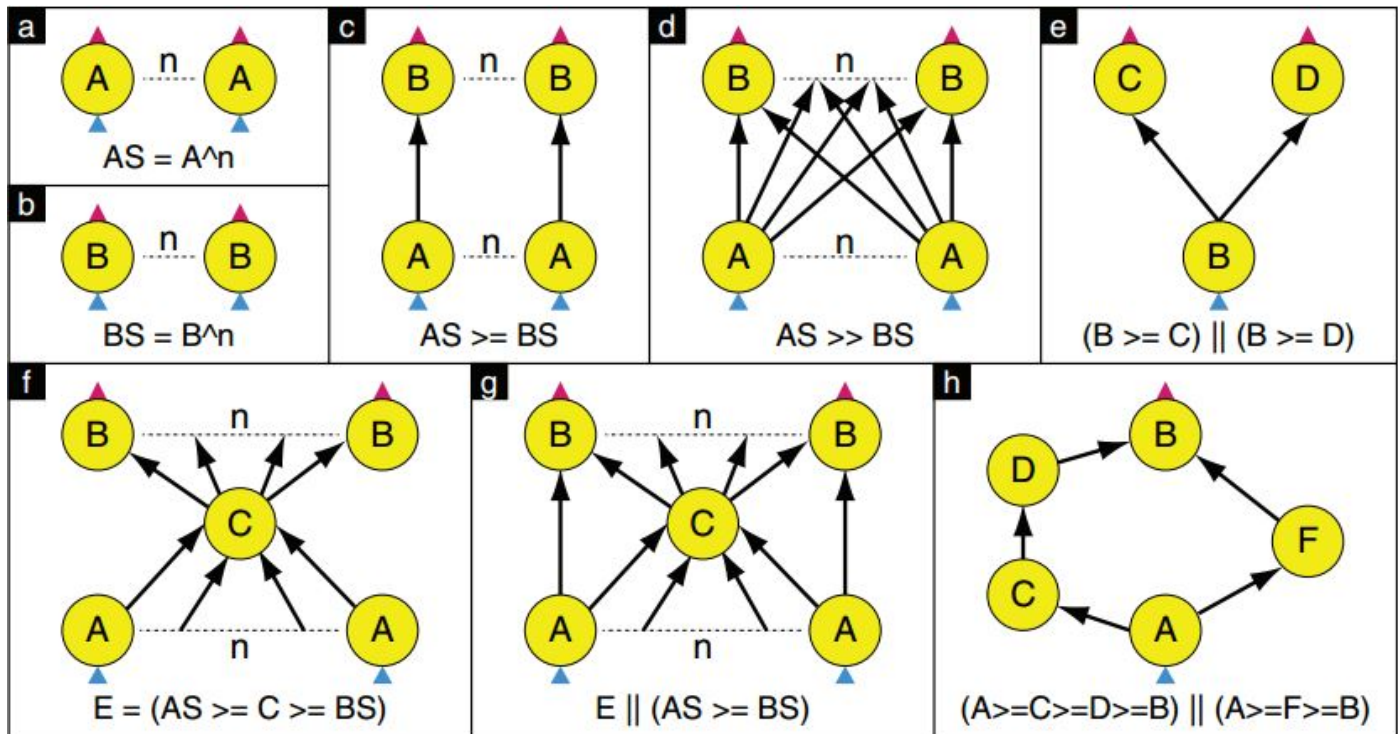 a
A n A
AS = A^n
b
B n B
BS = B^n
c
B n B
A n A
AS >= BS
d
B n B
A n A
AS >> BS
e
C D
B
(B >= C) || (B >= D)
f
B n B
C
A n A
E = (AS >= C >= BS)
g
B n B
C
A n A
E || (AS >= BS)
h
B
D
F
C
A
(A>=C>=D>=B) || (A>=F>=B)